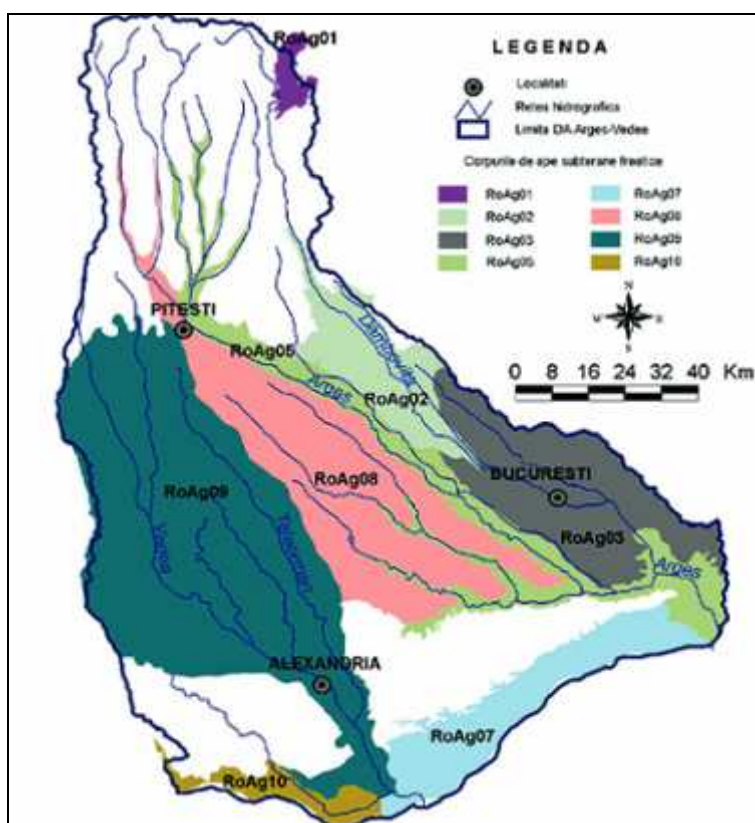 RoAg01
LEGENDA
Localitati
Retea hidrografica
Limita DA-Arges-Vedea
Corpurile de ape subterane freatice
RoAg01
RoAg02
RoAg03
RoAg05
RoAg07
RoAg08
RoAg09
RoAg10
N
W
E
S
0 8 16 24 32 40 Km
PITESTI
RoAg05
Arges
Dambovita
RoAg02
BUCURESTI
RoAg08
RoAg09
RoAg03
Arges
Vedea
Teleorman
ALEXANDRIA
RoAg07
RoAg10